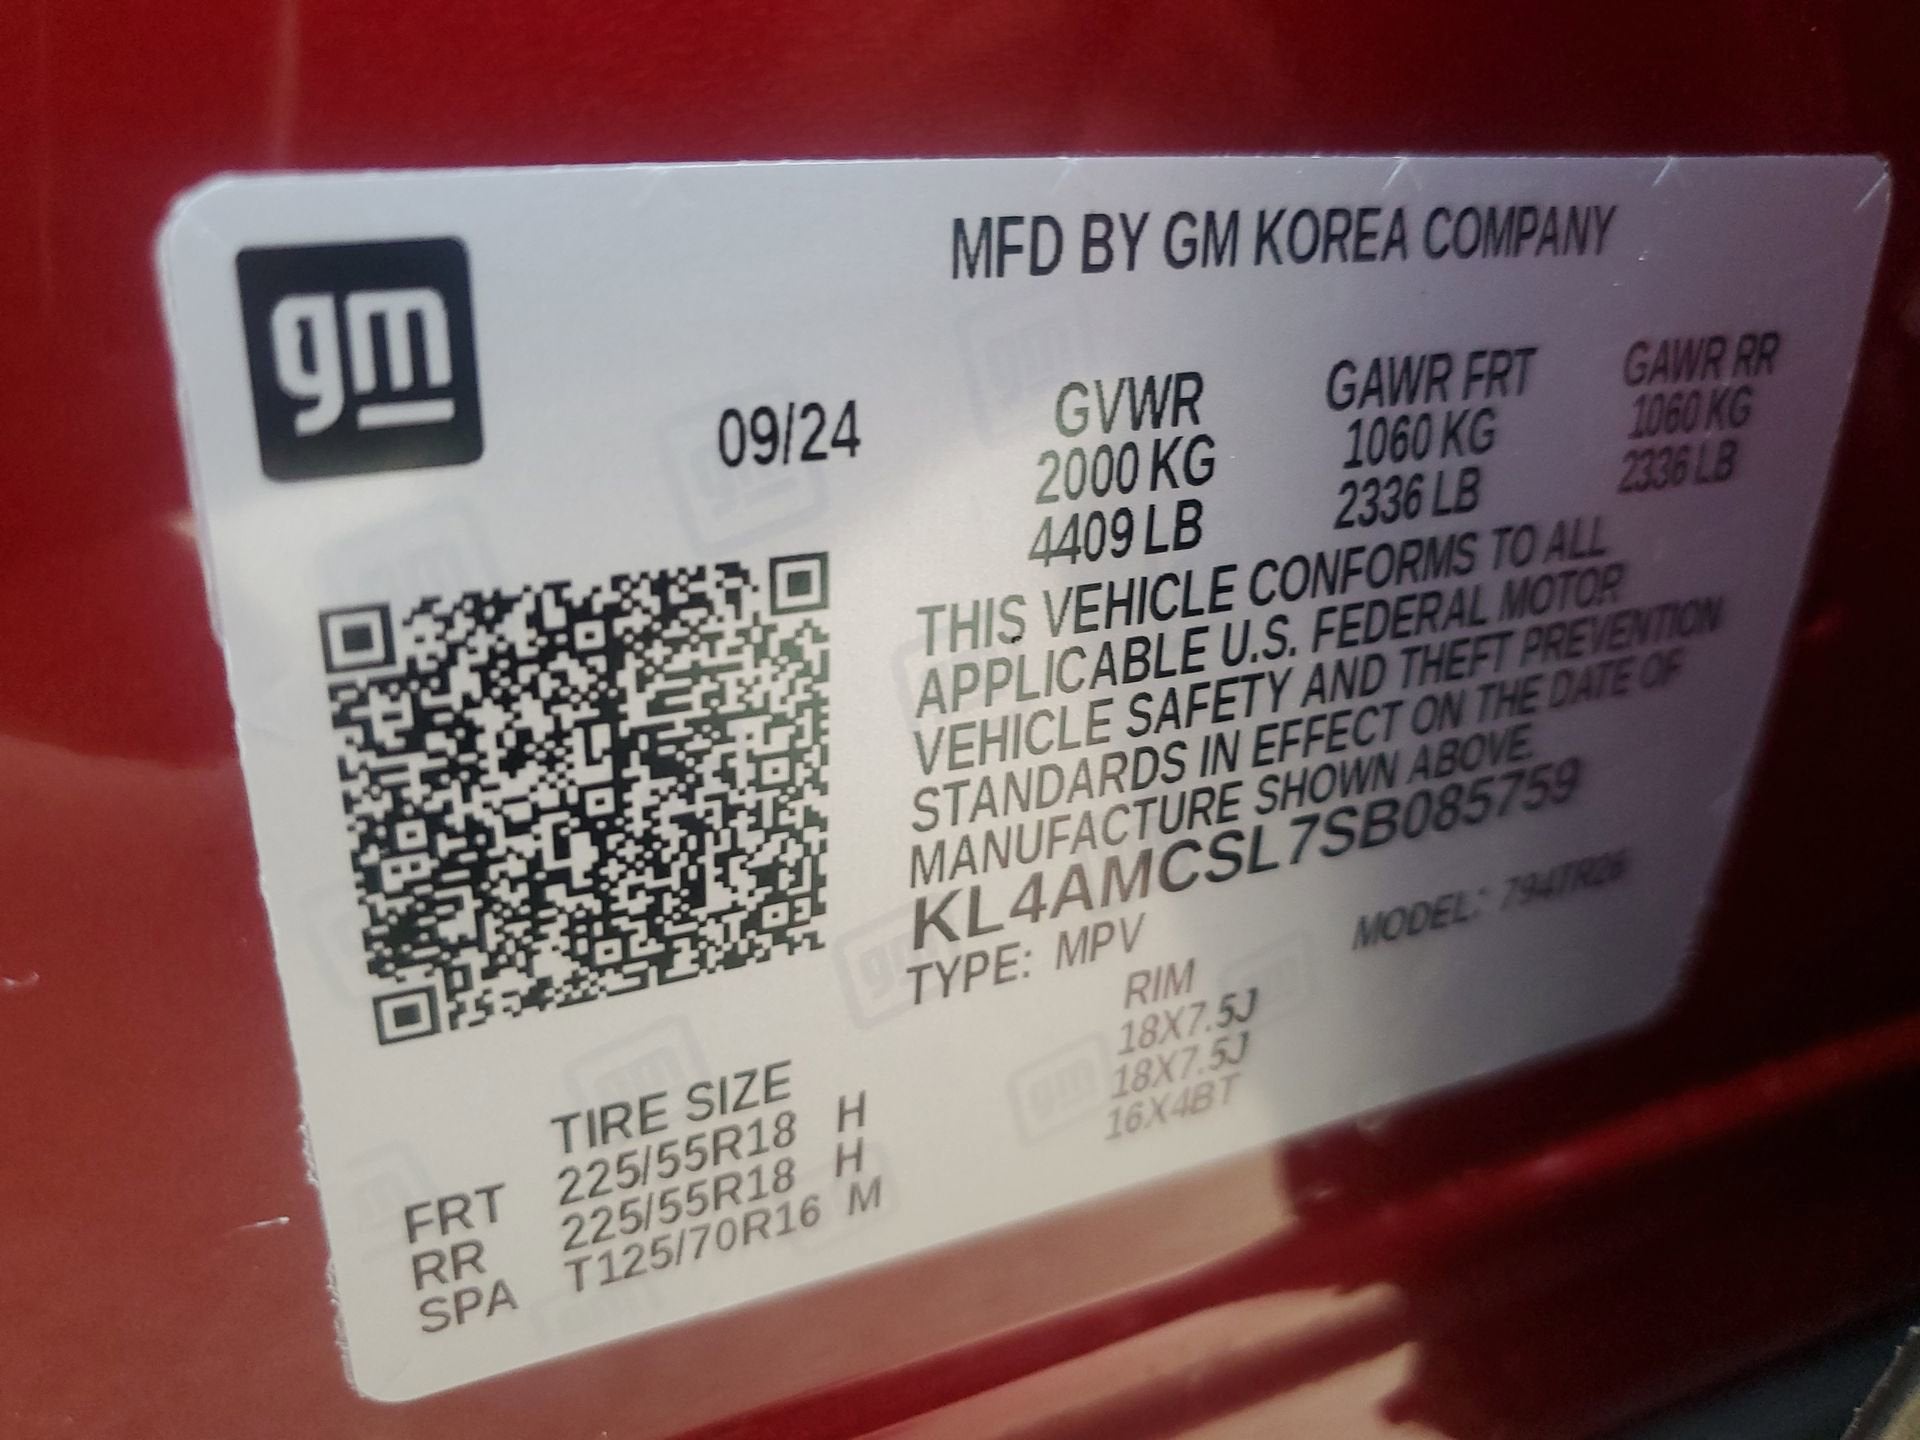 gm
MFD BY GM KOREA COMPANY
09/24
GVWR GAWR FRT GAWR RR
2000 KG 1060 KG 1060 KG
4409 LB 2336 LB 2336 LB
THIS VEHICLE CONFORMS TO ALL
APPLICABLE U.S. FEDERAL MOTOR
VEHICLE SAFETY AND THEFT PREVENTION
STANDARDS IN EFFECT ON THE DATE OF
MANUFACTURE SHOWN ABOVE.
KL4AMCSL7SB085759
TYPE: MPV MODEL:
TIRE SIZE RIM
FRT 225/55R18 H 18X7.5J
RR 225/55R18 H 18X7.5J
SPA T125/70R16 M 16X4BT